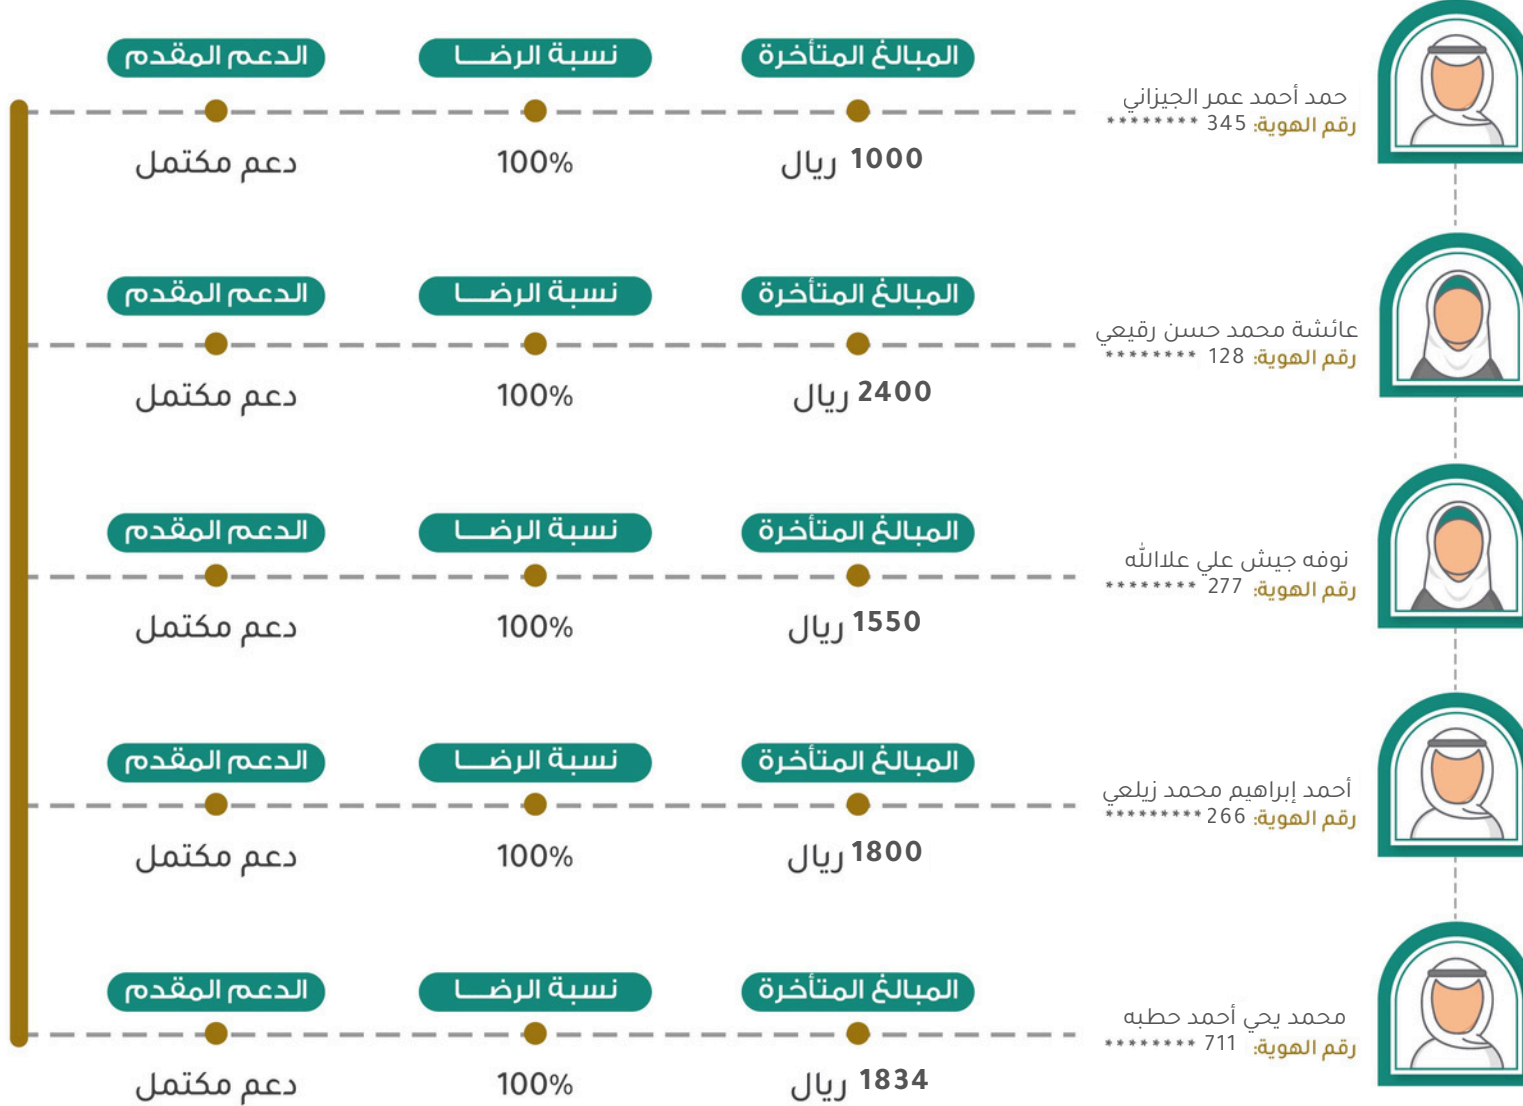 حمد أحمد عمر الجيزاني
رقم الهوية: 345 ********
المبالغ المتأخرة
1000 ريال
نسبة الرضـــا
100%
الدعم المقدم
دعم مكتمل
عائشة محمد حسن رقيعي
رقم الهوية: 128 ********
المبالغ المتأخرة
2400 ريال
نسبة الرضـــا
100%
الدعم المقدم
دعم مكتمل
نوفه جيش علي علاالله
رقم الهوية: 277 ********
المبالغ المتأخرة
1550 ريال
نسبة الرضـــا
100%
الدعم المقدم
دعم مكتمل
أحمد إبراهيم محمد زيلعي
رقم الهوية: 266 *********
المبالغ المتأخرة
1800 ريال
نسبة الرضـــا
100%
الدعم المقدم
دعم مكتمل
محمد يحي أحمد حطبه
رقم الهوية: 711 ********
المبالغ المتأخرة
1834 ريال
نسبة الرضـــا
100%
الدعم المقدم
دعم مكتمل